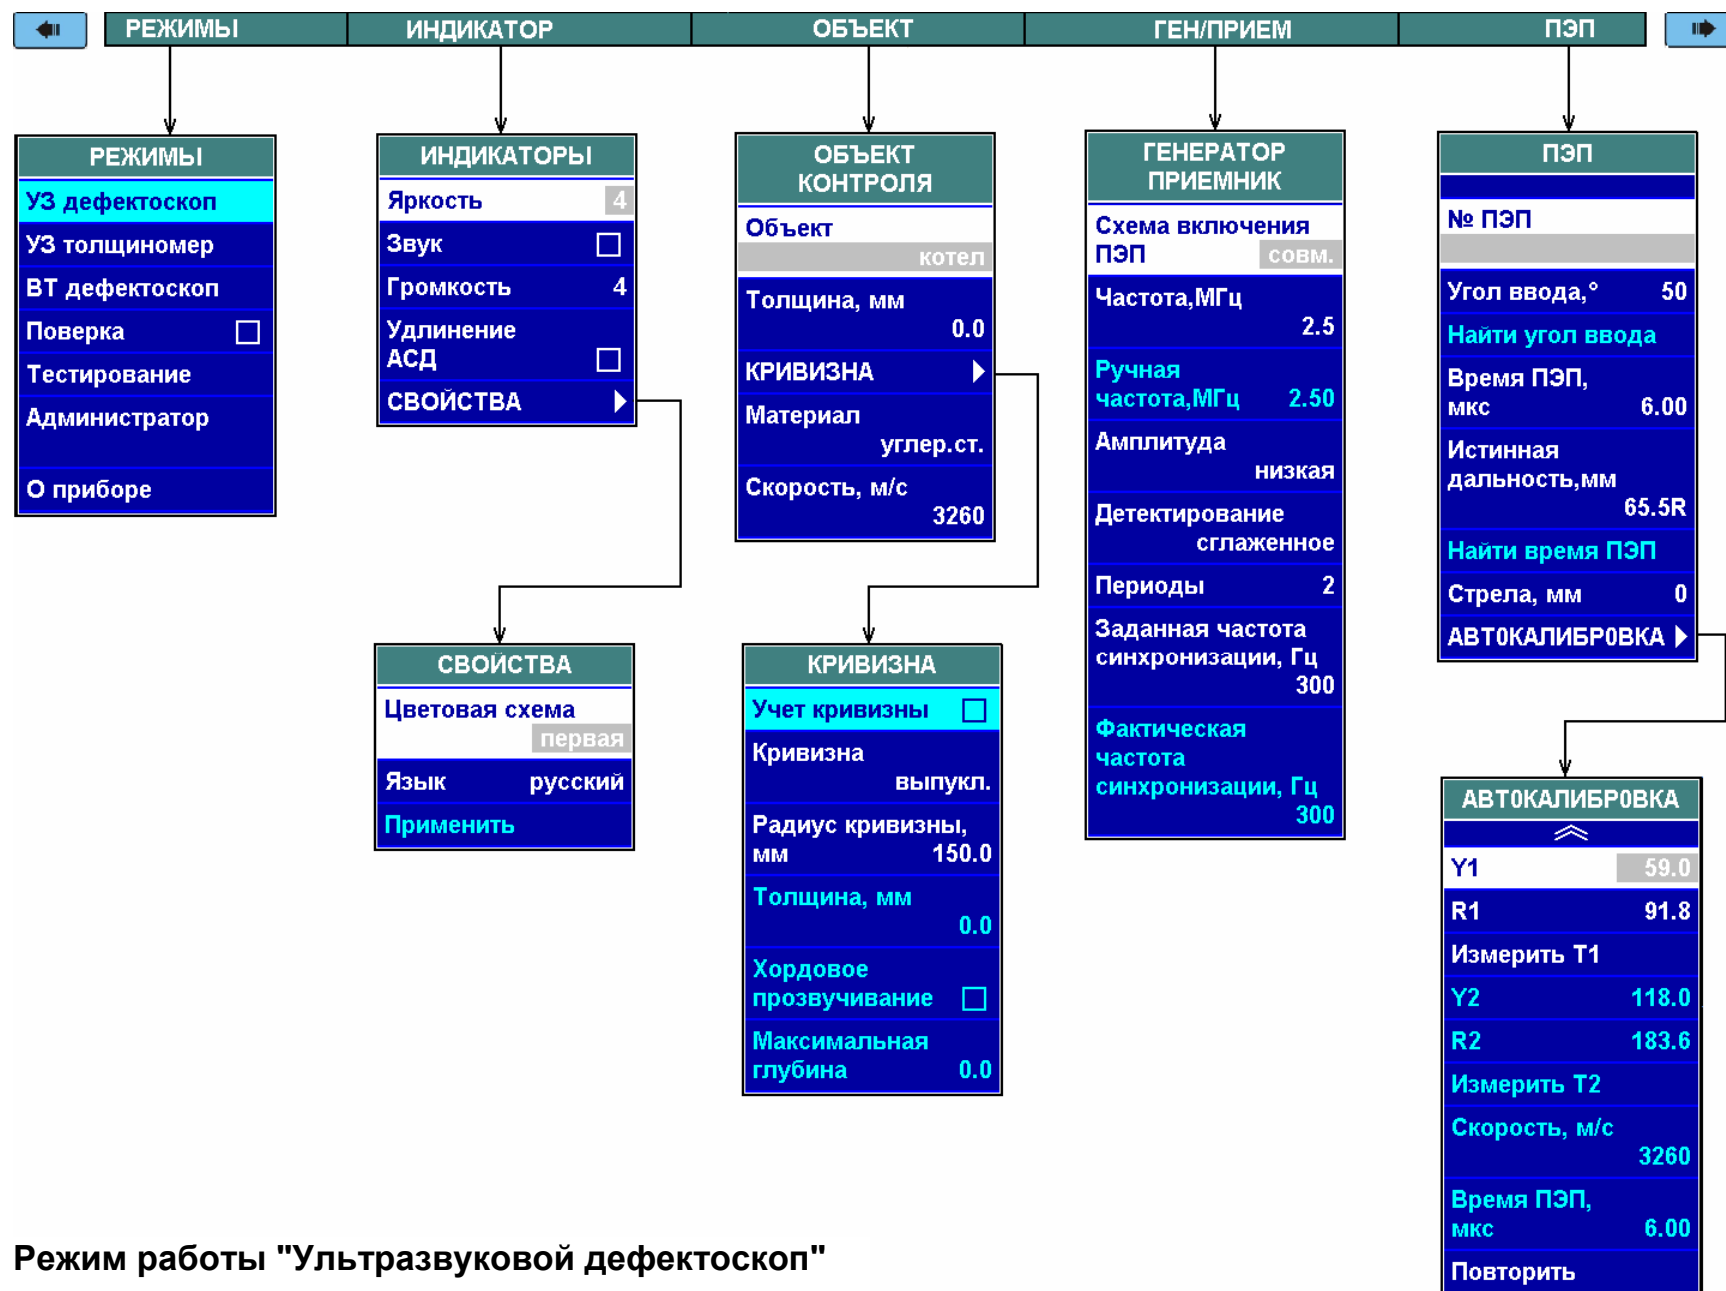 РЕЖИМЫ
ИНДИКАТОР
ОБЪЕКТ
ГЕН/ПРИЕМ
ПЭП
РЕЖИМЫ
УЗ дефектоскоп
УЗ толщиномер
ВТ дефектоскоп
Поверка
Тестирование
Администратор
О приборе
ИНДИКАТОРЫ
Яркость 4
Звук
Громкость 4
Удлинение
АСД
СВОЙСТВА
СВОЙСТВА
Цветовая схема
первая
Язык русский
Применить
ОБЪЕКТ
КОНТРОЛЯ
Объект
котел
Толщина, мм
0.0
КРИВИЗНА
Материал
углер.ст.
Скорость, м/с
3260
КРИВИЗНА
Учет кривизны
Кривизна
выпукл.
Радиус кривизны,
мм 150.0
Толщина, мм
0.0
Хордовое
прозвучивание
Максимальная
глубина 0.0
ГЕНЕРАТОР
ПРИЕМНИК
Схема включения
ПЭП совм.
Частота,МГц
2.5
Ручная
частота,МГц 2.50
Амплитуда
низкая
Детектирование
сглаженное
Периоды 2
Заданная частота
синхронизации, Гц
300
Фактическая
частота
синхронизации, Гц
300
ПЭП
№ ПЭП
Угол ввода,° 50
Найти угол ввода
Время ПЭП,
мкс 6.00
Истинная
дальность,мм
65.5R
Найти время ПЭП
Стрела, мм 0
АВТ0КАЛИБР0ВКА
АВТ0КАЛИБР0ВКА
Y1 59.0
R1 91.8
Измерить T1
Y2 118.0
R2 183.6
Измерить T2
Скорость, м/с
3260
Время ПЭП,
мкс 6.00
Повторить
Режим работы "Ультразвуковой дефектоскоп"